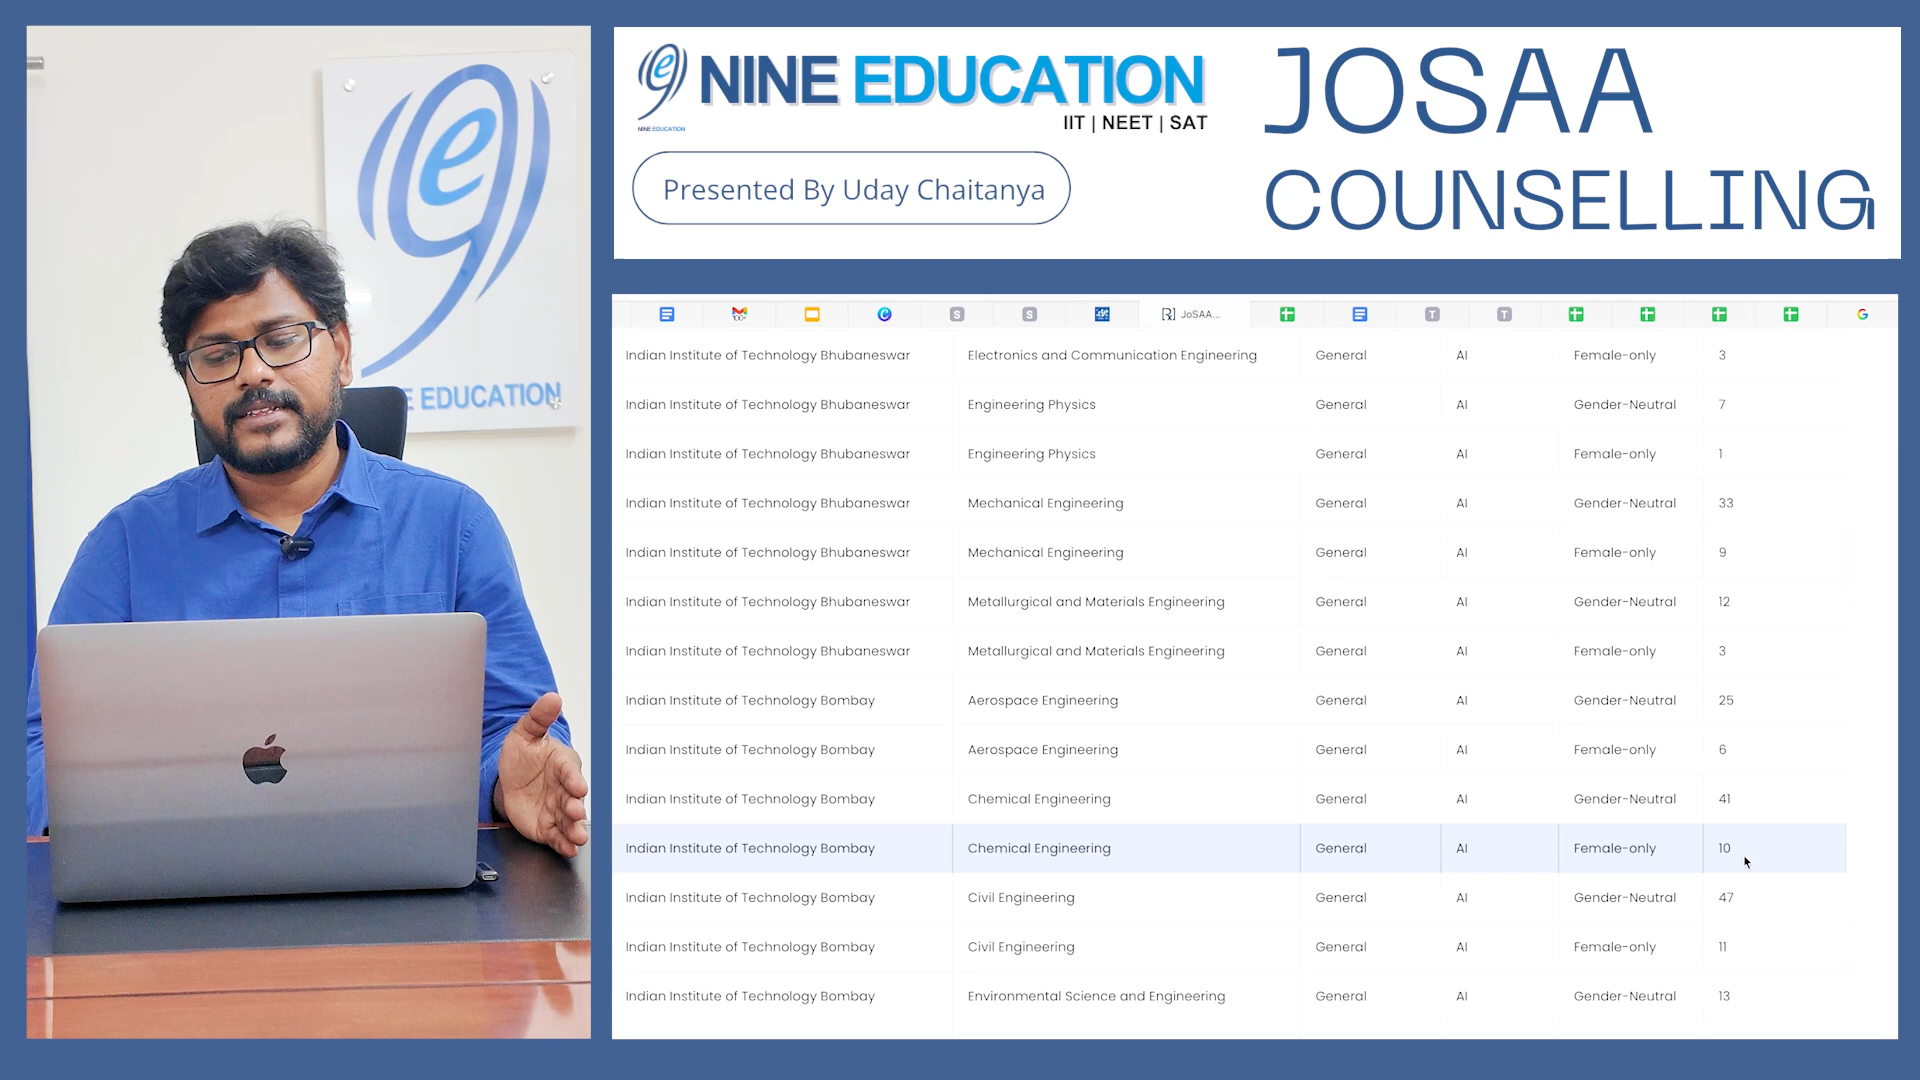 e
E EDUCATION
e
NINE EDUCATION
NINE EDUCATION
IIT | NEET | SAT
Presented By Uday Chaitanya
JOSAA
COUNSELLING
S S JoSAA... T T
Indian Institute of Technology Bhubaneswar Electronics and Communication Engineering General AI Female-only 3
Indian Institute of Technology Bhubaneswar Engineering Physics General AI Gender-Neutral 7
Indian Institute of Technology Bhubaneswar Engineering Physics General AI Female-only 1
Indian Institute of Technology Bhubaneswar Mechanical Engineering General AI Gender-Neutral 33
Indian Institute of Technology Bhubaneswar Mechanical Engineering General AI Female-only 9
Indian Institute of Technology Bhubaneswar Metallurgical and Materials Engineering General AI Gender-Neutral 12
Indian Institute of Technology Bhubaneswar Metallurgical and Materials Engineering General AI Female-only 3
Indian Institute of Technology Bombay Aerospace Engineering General AI Gender-Neutral 25
Indian Institute of Technology Bombay Aerospace Engineering General AI Female-only 6
Indian Institute of Technology Bombay Chemical Engineering General AI Gender-Neutral 41
Indian Institute of Technology Bombay Chemical Engineering General AI Female-only 10
Indian Institute of Technology Bombay Civil Engineering General AI Gender-Neutral 47
Indian Institute of Technology Bombay Civil Engineering General AI Female-only 11
Indian Institute of Technology Bombay Environmental Science and Engineering General AI Gender-Neutral 13